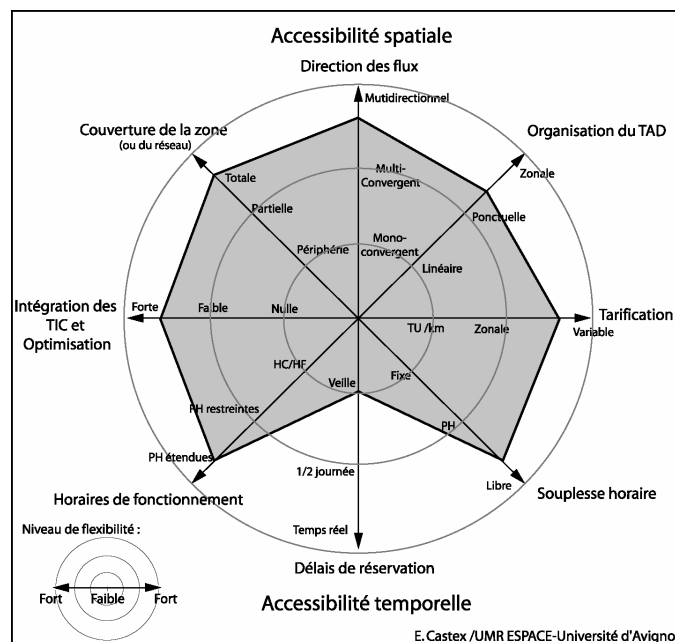 Accessibilité spatiale
Direction des flux
Mutidirectionnel
Couverture de la zone
(ou du réseau)
Organisation du TAD
Totale
Multi-
Convergent
Zonale
Partielle
Ponctuelle
Périphérie
Mono-
convergent
Linéaire
Intégration des
TIC et
Optimisation
Forte
Faible
Nulle
TU /km
Zonale
Variable
Tarification
HC/HF
Veille
Fixe
PH restreintes
PH
PH étendues
1/2 journée
Libre
Horaires de fonctionnement
Souplesse horaire
Niveau de flexibilité :
Temps réel
Délais de réservation
Fort
Faible
Fort
Accessibilité temporelle
E. Castex /UMR ESPACE-Université d'Avigno